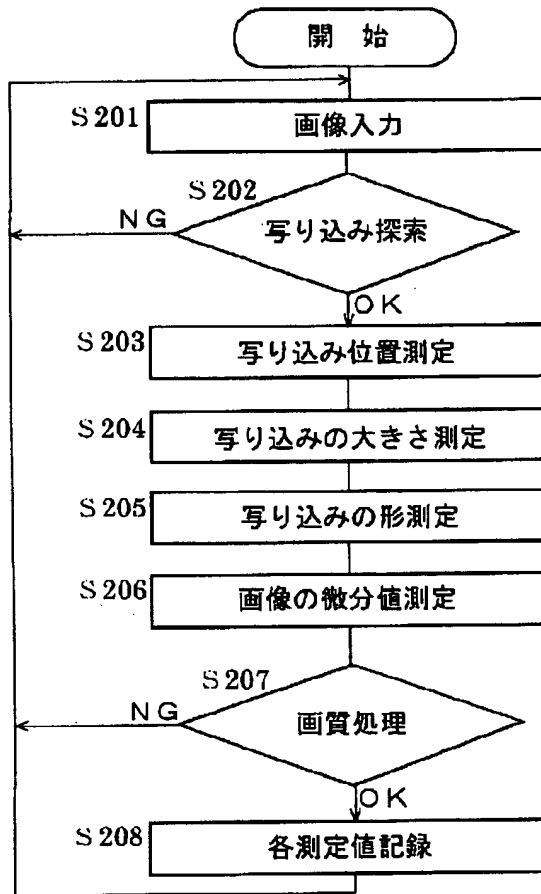 開 始
S201
画像入力
S202
NG
写り込み探索
OK
S203
写り込み位置測定
S204
写り込みの大きさ測定
S205
写り込みの形測定
S206
画像の微分値測定
S207
NG
画質処理
OK
S208
各測定値記録